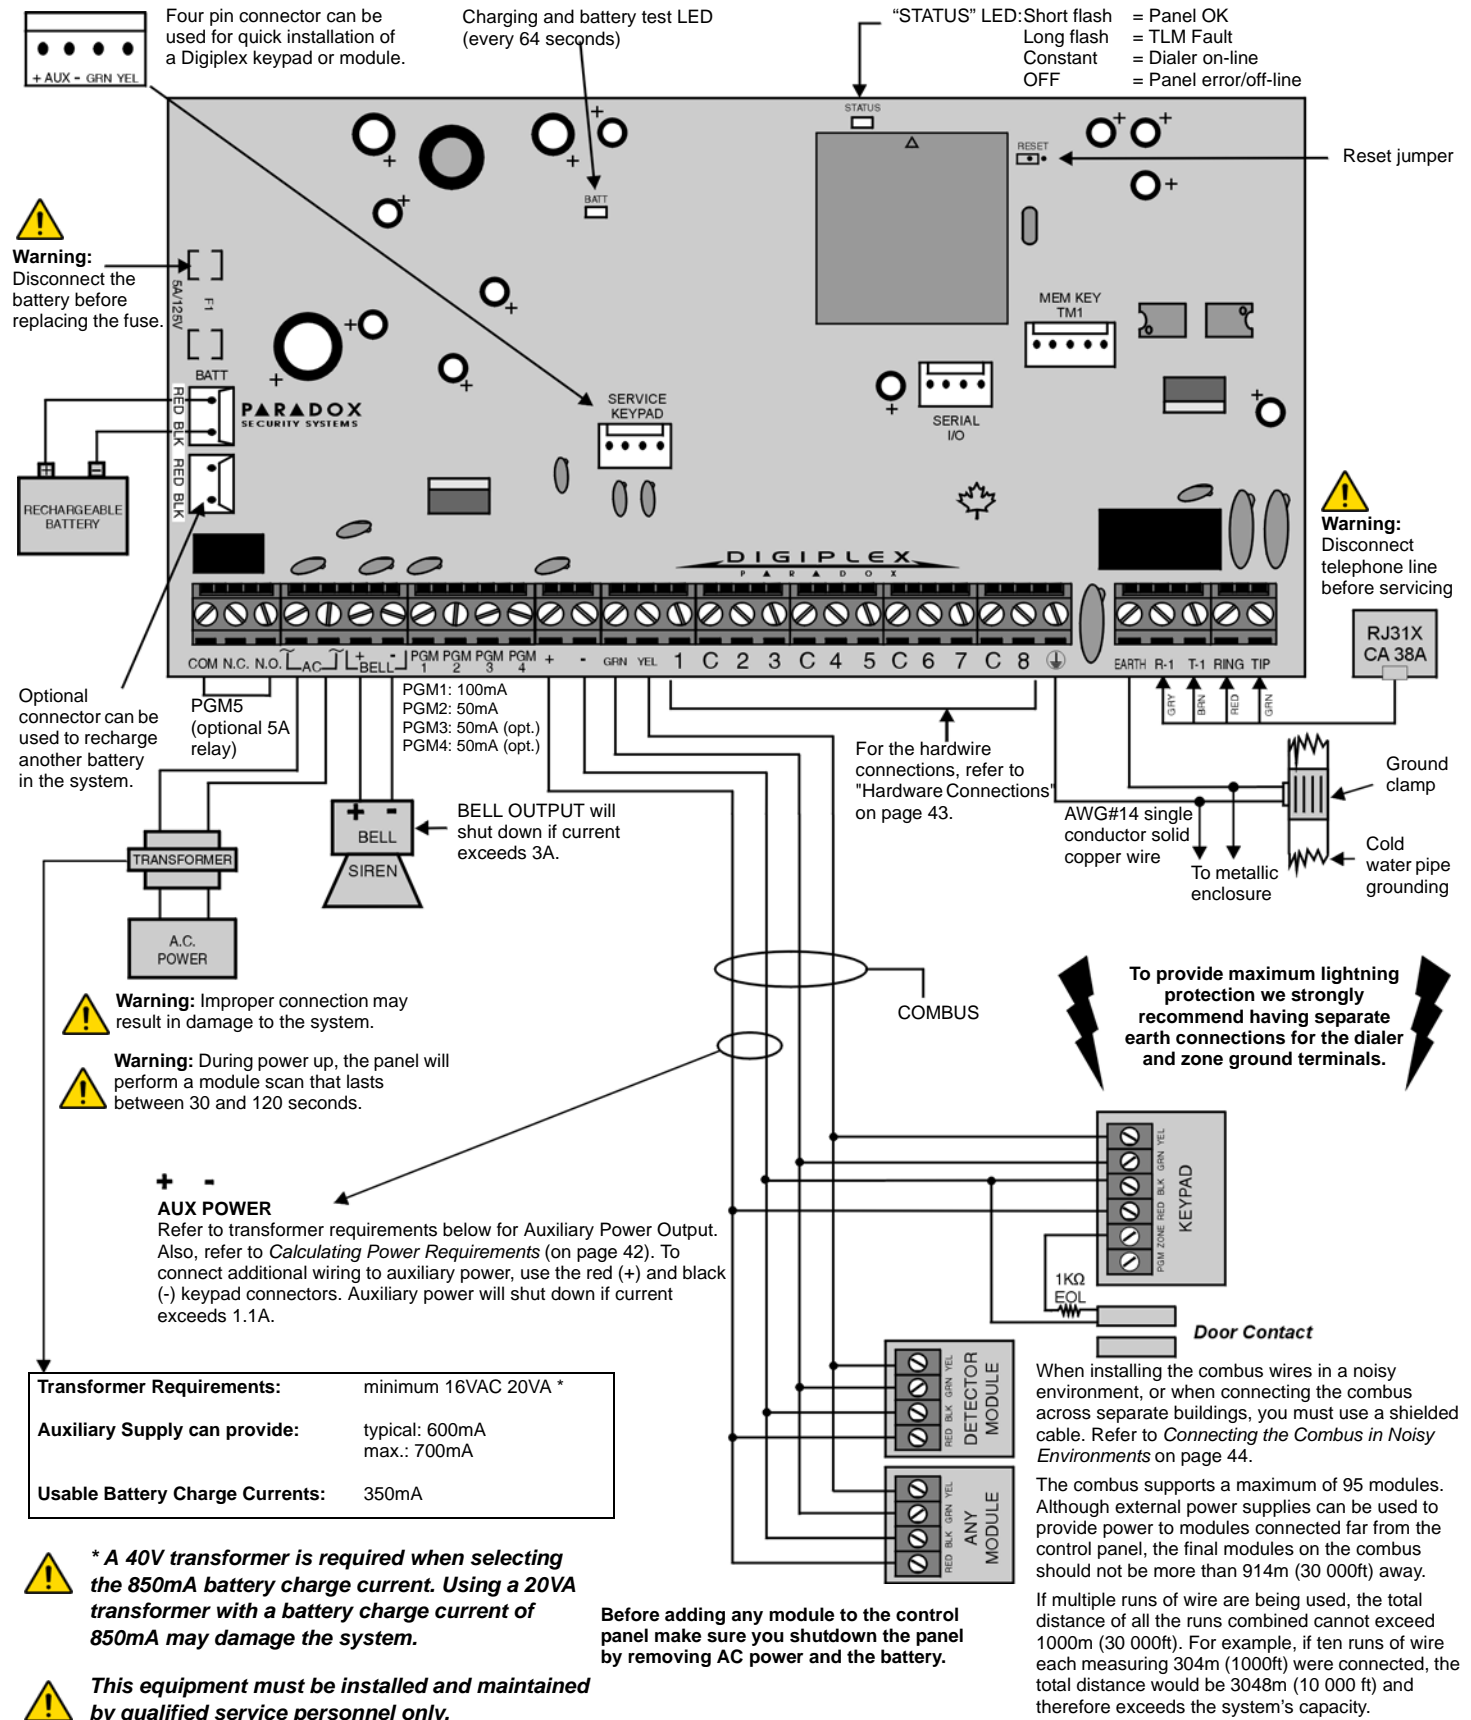 Four pin connector can be
used for quick installation of
a Digiplex keypad or module.
+ AUX - GRN YEL
Charging and battery test LED
(every 64 seconds)
“STATUS” LED: Short flash = Panel OK
Long flash = TLM Fault
Constant = Dialer on-line
OFF = Panel error/off-line
STATUS
RESET
Reset jumper
BATT
Warning:
Disconnect the
battery before
replacing the fuse.
5A/125V
F1
BATT
RED BLK
RED BLK
PARADOX
SECURITY SYSTEMS
SERVICE
KEYPAD
MEM KEY
TM1
SERIAL
I/O
RECHARGEABLE
BATTERY
Warning:
Disconnect
telephone line
before servicing
RJ31X
CA 38A
DIGIPLEX
PARADOX
COM N.C. N.O. ~ AC ~ + BELL - PGM 1 PGM 2 PGM 3 PGM 4 + - GRN YEL 1 C 2 3 C 4 5 C 6 7 C 8 EARTH R-1 T-1 RING TIP
GRY BRN RED GRN
Optional
connector can be
used to recharge
another battery
in the system.
PGM5
(optional 5A
relay)
PGM1: 100mA
PGM2: 50mA
PGM3: 50mA (opt.)
PGM4: 50mA (opt.)
For the hardwire
connections, refer to
"Hardware Connections"
on page 43.
AWG#14 single
conductor solid
copper wire
To metallic
enclosure
Ground
clamp
Cold
water pipe
grounding
+ -
BELL
SIREN
BELL OUTPUT will
shut down if current
exceeds 3A.
TRANSFORMER
A.C.
POWER
Warning: Improper connection may
result in damage to the system.
Warning: During power up, the panel will
perform a module scan that lasts
between 30 and 120 seconds.
COMBUS
To provide maximum lightning
protection we strongly
recommend having separate
earth connections for the dialer
and zone ground terminals.
+ -
AUX POWER
Refer to transformer requirements below for Auxiliary Power Output.
Also, refer to Calculating Power Requirements (on page 42). To
connect additional wiring to auxiliary power, use the red (+) and black
(-) keypad connectors. Auxiliary power will shut down if current
exceeds 1.1A.
PGM ZONE RED BLK GRN YEL
KEYPAD
1KΩ
EOL
Door Contact
RED BLK GRN YEL
DETECTOR
MODULE
RED BLK GRN YEL
ANY
MODULE
Transformer Requirements: minimum 16VAC 20VA *
Auxiliary Supply can provide: typical: 600mA
max.: 700mA
Usable Battery Charge Currents: 350mA
* A 40V transformer is required when selecting
the 850mA battery charge current. Using a 20VA
transformer with a battery charge current of
850mA may damage the system.
This equipment must be installed and maintained
by qualified service personnel only.
Before adding any module to the control
panel make sure you shutdown the panel
by removing AC power and the battery.
When installing the combus wires in a noisy
environment, or when connecting the combus
across separate buildings, you must use a shielded
cable. Refer to Connecting the Combus in Noisy
Environments on page 44.
The combus supports a maximum of 95 modules.
Although external power supplies can be used to
provide power to modules connected far from the
control panel, the final modules on the combus
should not be more than 914m (30 000ft) away.
If multiple runs of wire are being used, the total
distance of all the runs combined cannot exceed
1000m (30 000ft). For example, if ten runs of wire
each measuring 304m (1000ft) were connected, the
total distance would be 3048m (10 000 ft) and
therefore exceeds the system’s capacity.